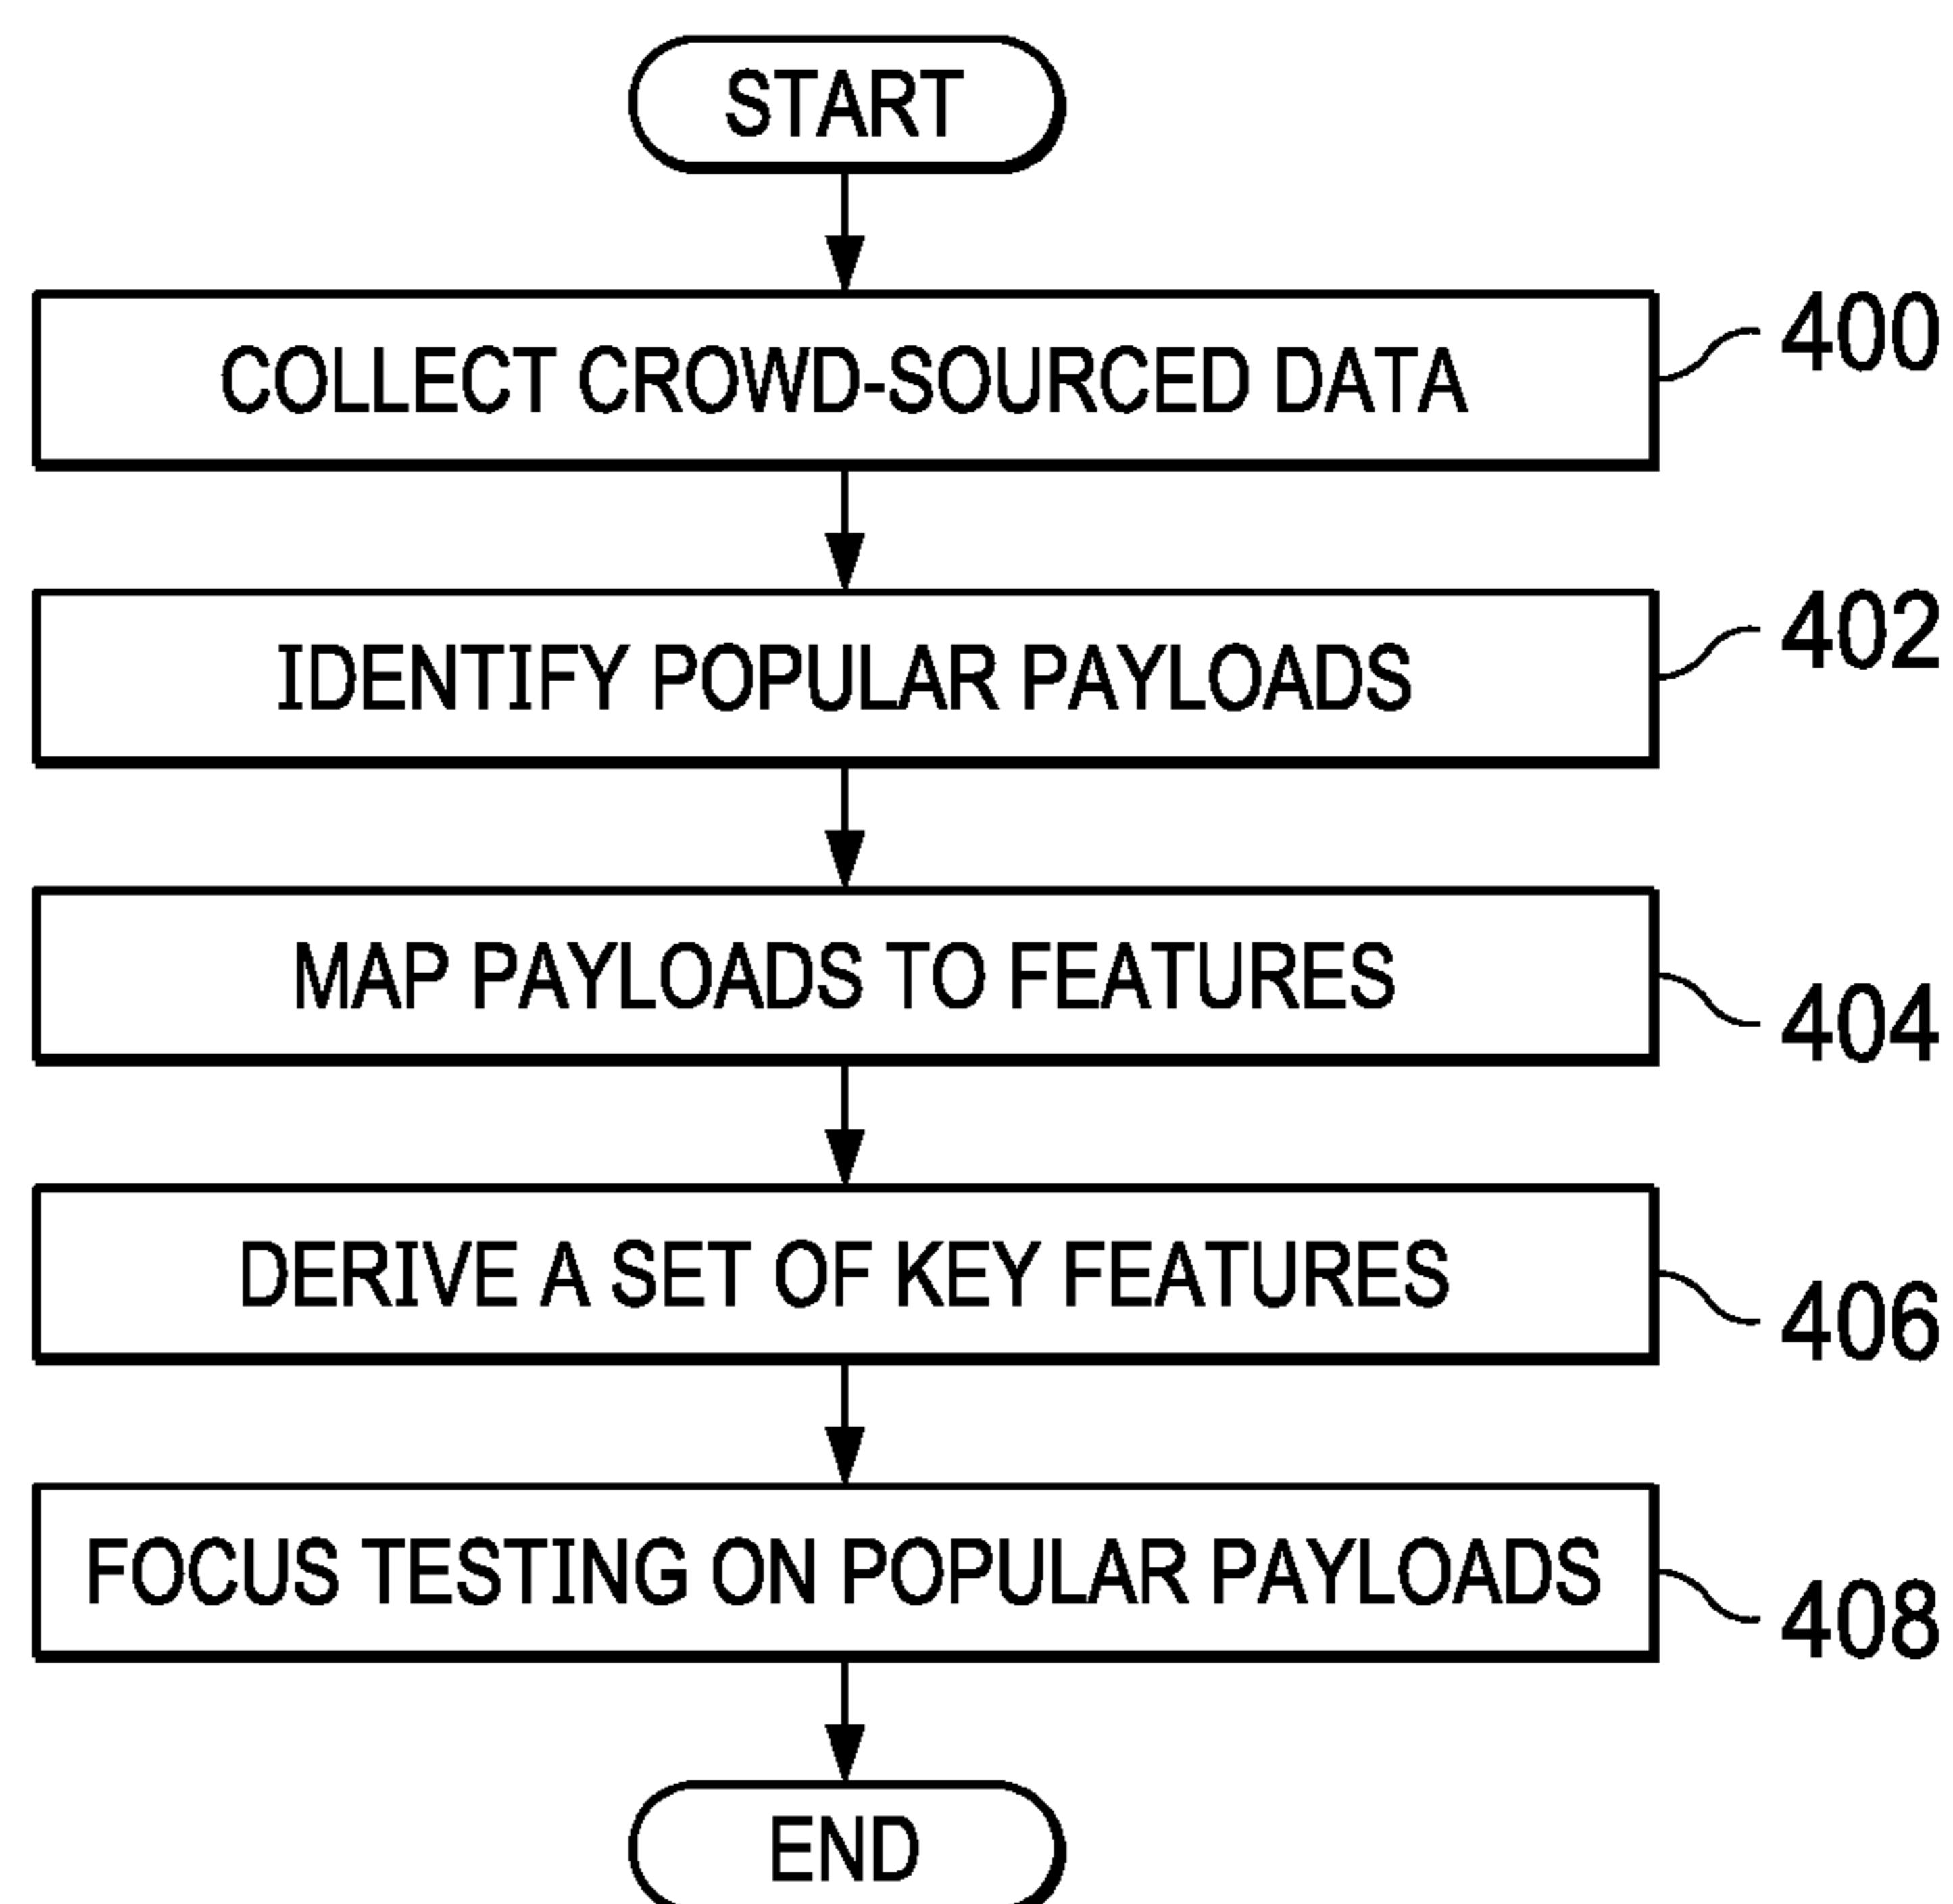 START
COLLECT CROWD-SOURCED DATA
400
IDENTIFY POPULAR PAYLOADS
402
MAP PAYLOADS TO FEATURES
404
DERIVE A SET OF KEY FEATURES
406
FOCUS TESTING ON POPULAR PAYLOADS
408
END